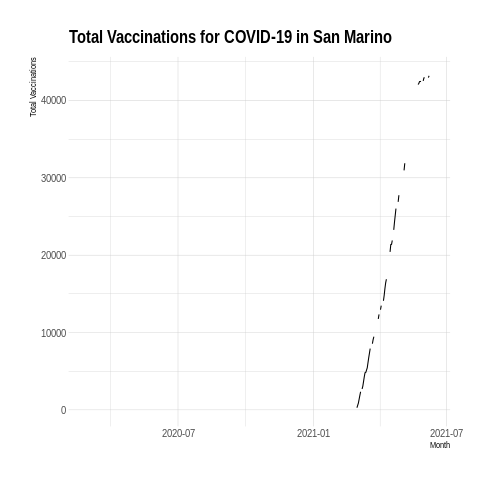 Total Vaccinations for COVID-19 in San Marino
Total Vaccinations
40000
30000
20000
10000
0
2020-07
2021-01
2021-07
Month